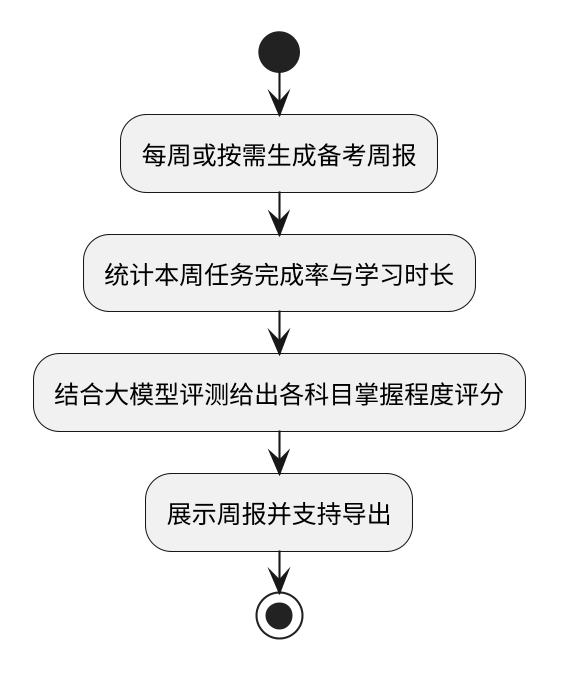 每周或按需生成备考周报
统计本周任务完成率与学习时长
结合大模型评测给出各科目掌握程度评分
展示周报并支持导出